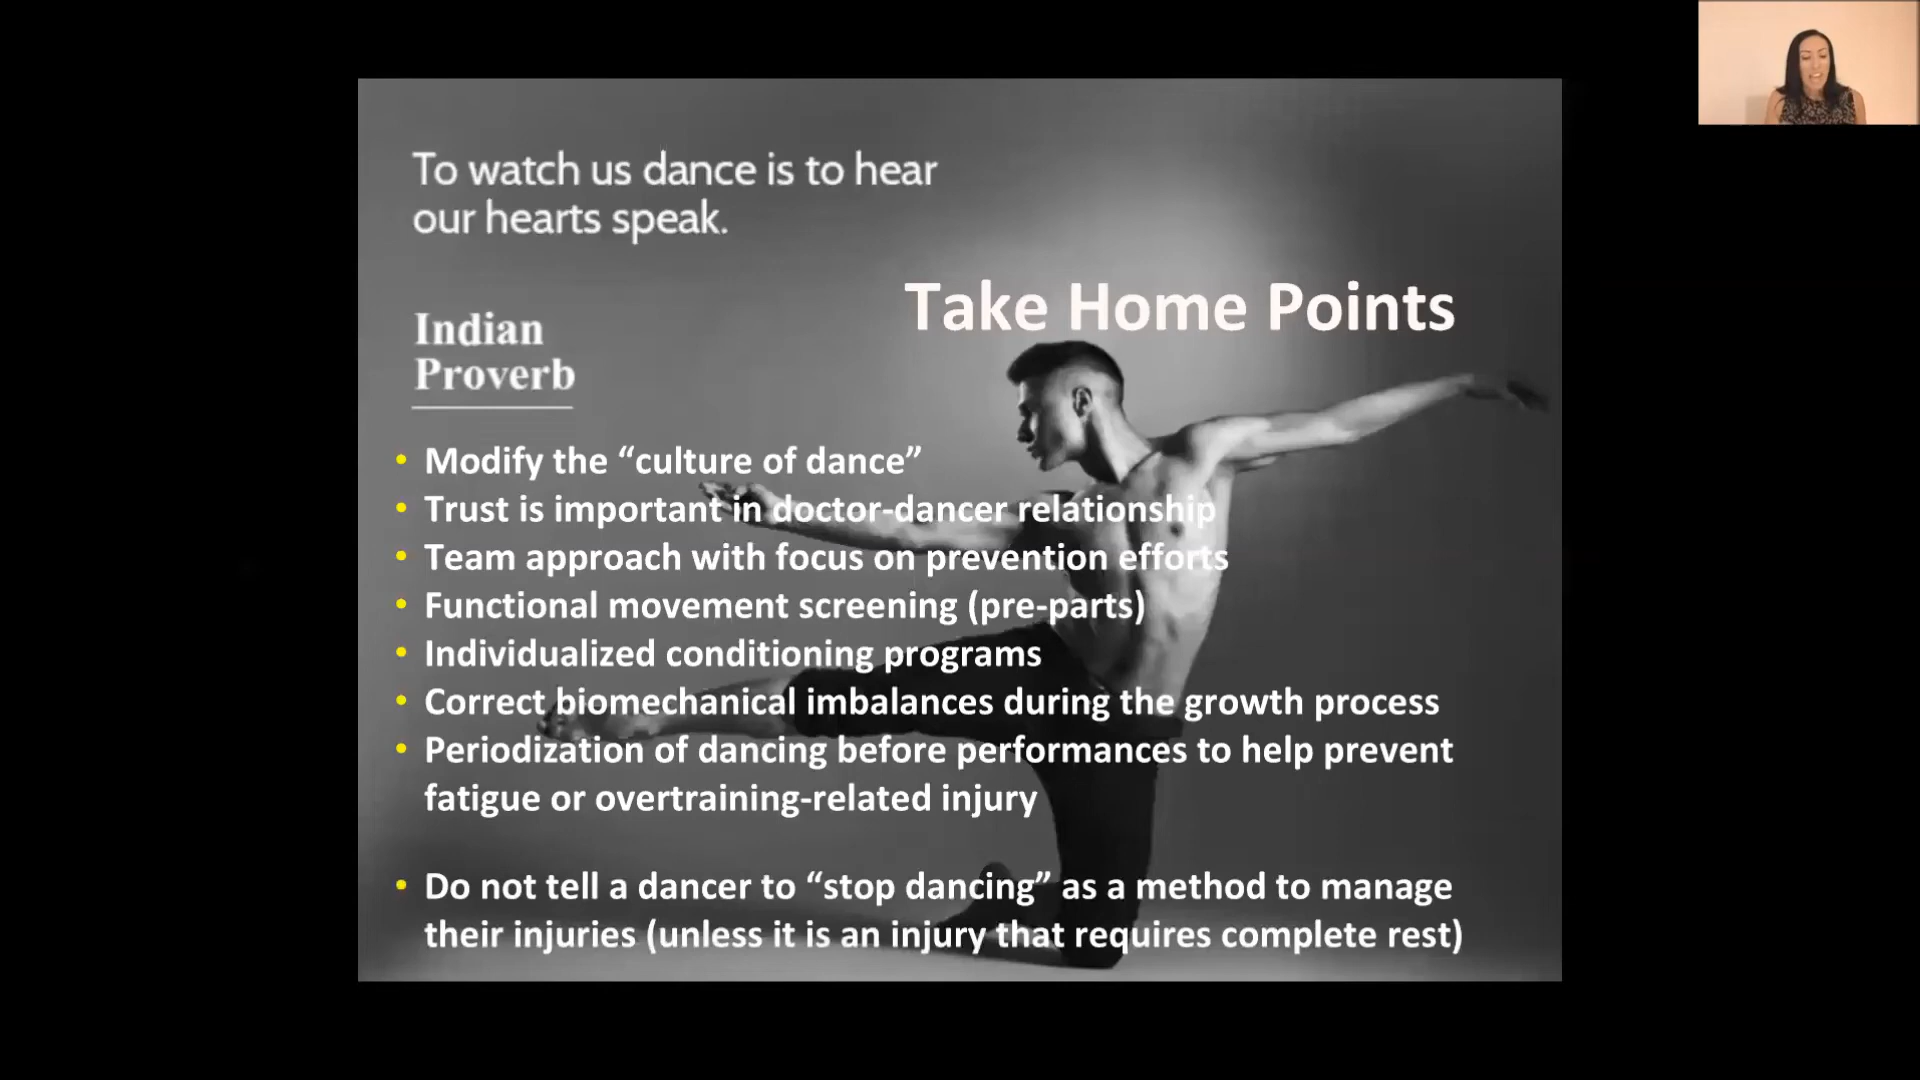 To watch us dance is to hear
our hearts speak.
Indian
Proverb
Take Home Points
• Modify the “culture of dance”
• Trust is important in doctor-dancer relationship
• Team approach with focus on prevention efforts
• Functional movement screening (pre-parts)
• Individualized conditioning programs
• Correct biomechanical imbalances during the growth process
• Periodization of dancing before performances to help prevent
fatigue or overtraining-related injury
• Do not tell a dancer to “stop dancing” as a method to manage
their injuries (unless it is an injury that requires complete rest)